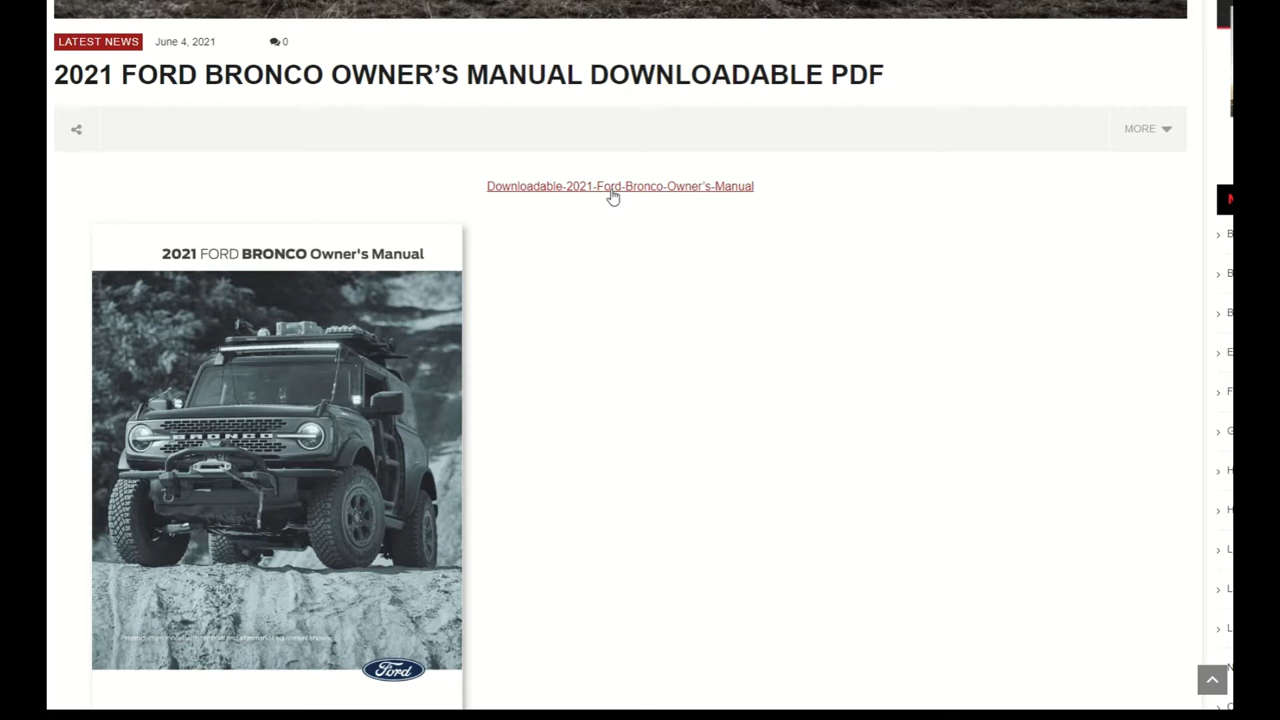 LATEST NEWS June 4, 2021 0
2021 FORD BRONCO OWNER’S MANUAL DOWNLOADABLE PDF
MORE
Downloadable-2021-Ford-Bronco-Owner’s-Manual
2021 FORD BRONCO Owner's Manual
BRONCO
Ford
B
B
B
E
F
G
H
H
L
L
L
N